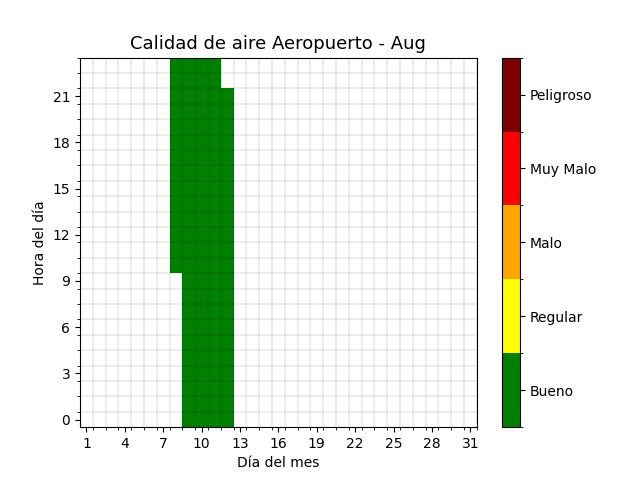 Calidad de aire Aeropuerto - Aug
Hora del día
21
18
15
12
9
6
3
0
1 4 7 10 13 16 19 22 25 28 31
Día del mes
Peligroso
Muy Malo
Malo
Regular
Bueno